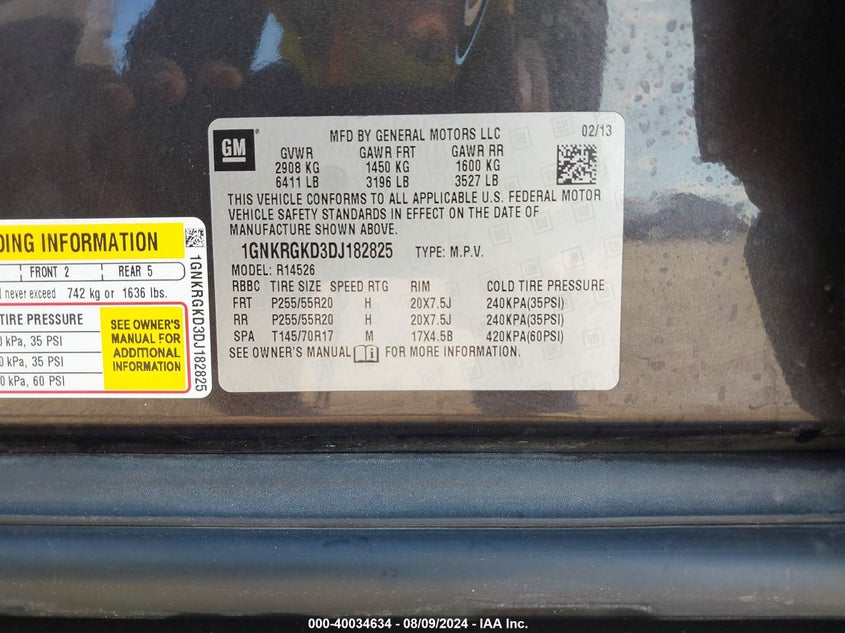 GM
MFD BY GENERAL MOTORS LLC 02/13
GVWR GAWR FRT GAWR RR
2908 KG 1450 KG 1600 KG
6411 LB 3196 LB 3527 LB
THIS VEHICLE CONFORMS TO ALL APPLICABLE U.S. FEDERAL MOTOR
VEHICLE SAFETY STANDARDS IN EFFECT ON THE DATE OF
MANUFACTURE SHOWN ABOVE.
1GNKRGKD3DJ182825 TYPE: M.P.V.
MODEL: R14526
RBBC TIRE SIZE SPEED RTG RIM COLD TIRE PRESSURE
FRT P255/55R20 H 20X7.5J 240KPA(35PSI)
RR P255/55R20 H 20X7.5J 240KPA(35PSI)
SPA T145/70R17 M 17X4.5B 420KPA(60PSI)
SEE OWNER'S MANUAL FOR MORE INFORMATION.
DING INFORMATION
FRONT 2 REAR 5
never exceed 742 kg or 1636 lbs.
TIRE PRESSURE
0 kPa, 35 PSI
0 kPa, 35 PSI
0 kPa, 60 PSI
SEE OWNER'S
MANUAL FOR
ADDITIONAL
INFORMATION
1GNKRGKD3DJ182825
000-40034634 - 08/09/2024 - IAA Inc.